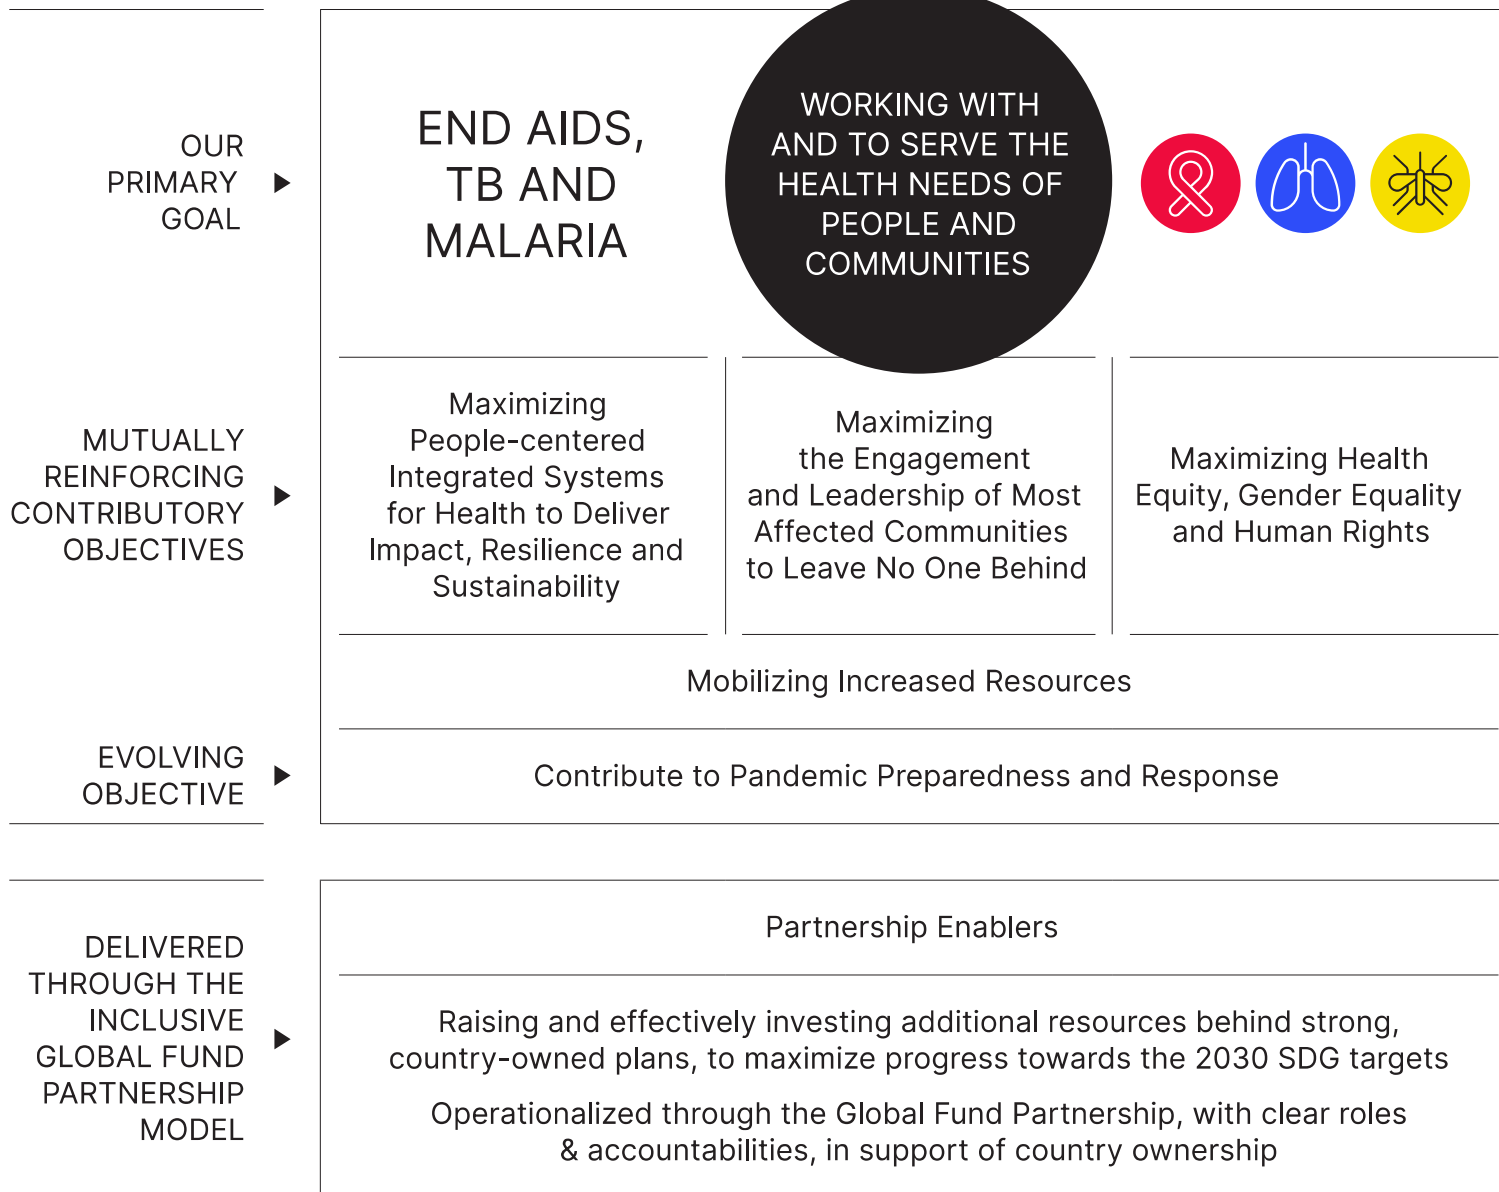 OUR
PRIMARY
GOAL
END AIDS,
TB AND
MALARIA
WORKING WITH
AND TO SERVE THE
HEALTH NEEDS OF
PEOPLE AND
COMMUNITIES
MUTUALLY
REINFORCING
CONTRIBUTORY
OBJECTIVES
Maximizing
People-centered
Integrated Systems
for Health to Deliver
Impact, Resilience and
Sustainability
Maximizing
the Engagement
and Leadership of Most
Affected Communities
to Leave No One Behind
Maximizing Health
Equity, Gender Equality
and Human Rights
Mobilizing Increased Resources
EVOLVING
OBJECTIVE
Contribute to Pandemic Preparedness and Response
DELIVERED
THROUGH THE
INCLUSIVE
GLOBAL FUND
PARTNERSHIP
MODEL
Partnership Enablers
Raising and effectively investing additional resources behind strong,
country-owned plans, to maximize progress towards the 2030 SDG targets
Operationalized through the Global Fund Partnership, with clear roles
& accountabilities, in support of country ownership